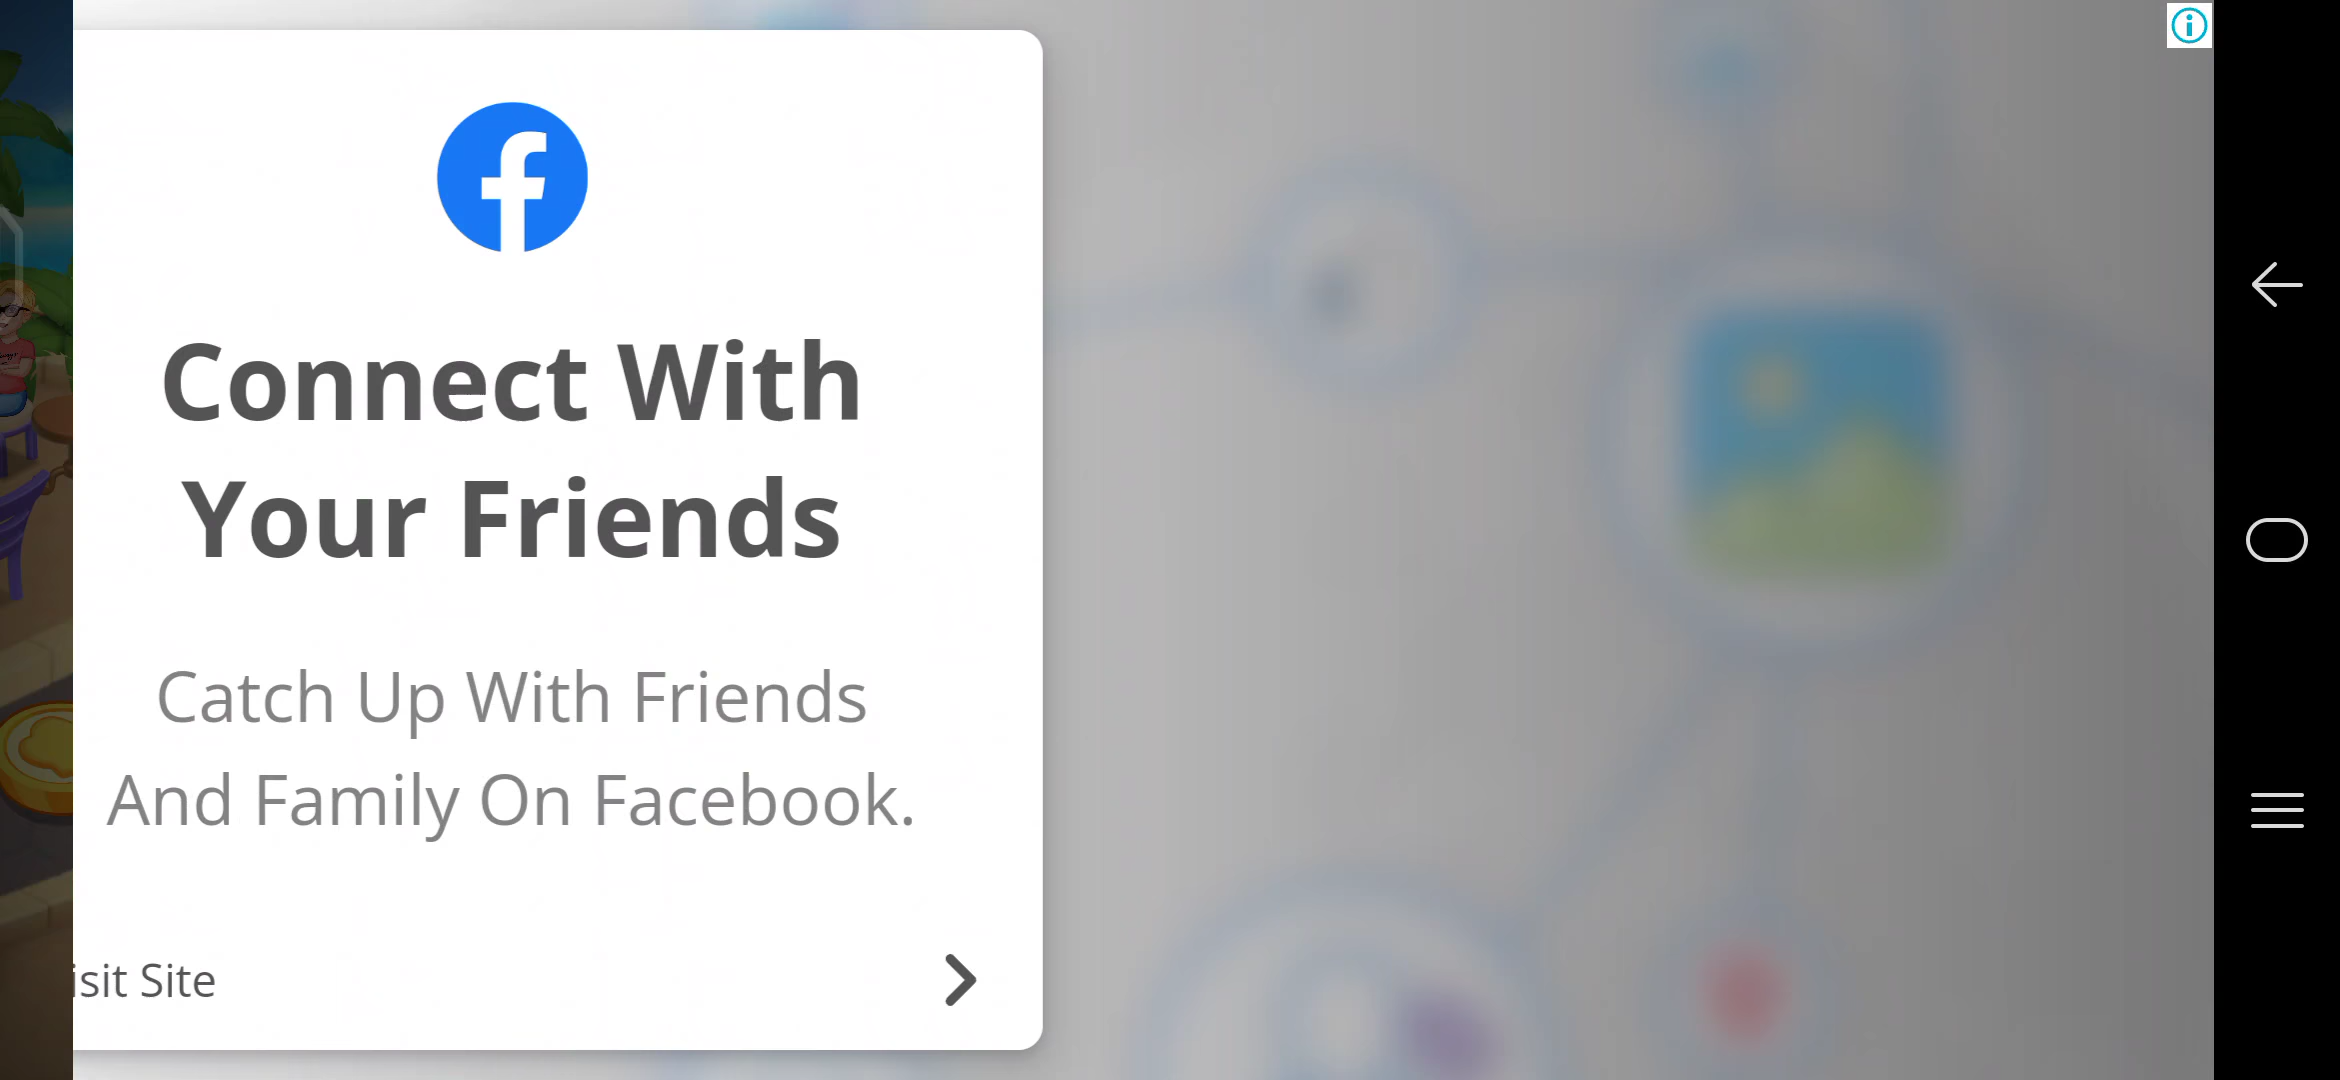 Connect With
Your Friends
Catch Up With Friends
And Family On Facebook.
isit Site